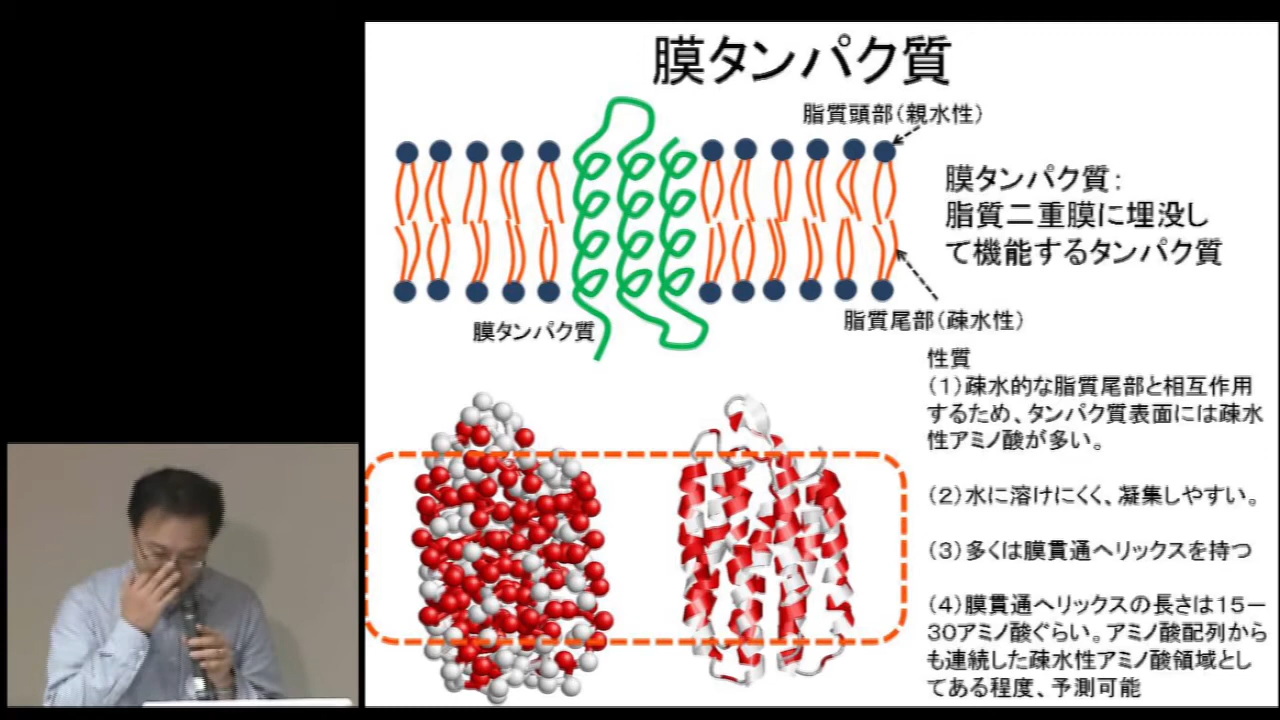 膜タンパク質
脂質頭部(親水性)
膜タンパク質:
脂質二重膜に埋没し
て機能するタンパク質
脂質尾部(疎水性)
膜タンパク質
性質
(1)疎水的な脂質尾部と相互作用
するため、タンパク質表面には疎水
性アミノ酸が多い。
(2)水に溶けにくく、凝集しやすい。
(3)多くは膜貫通ヘリックスを持つ
(4)膜貫通ヘリックスの長さは15ー
30アミノ酸ぐらい。アミノ酸配列から
も連続した疎水性アミノ酸領域とし
てある程度、予測可能